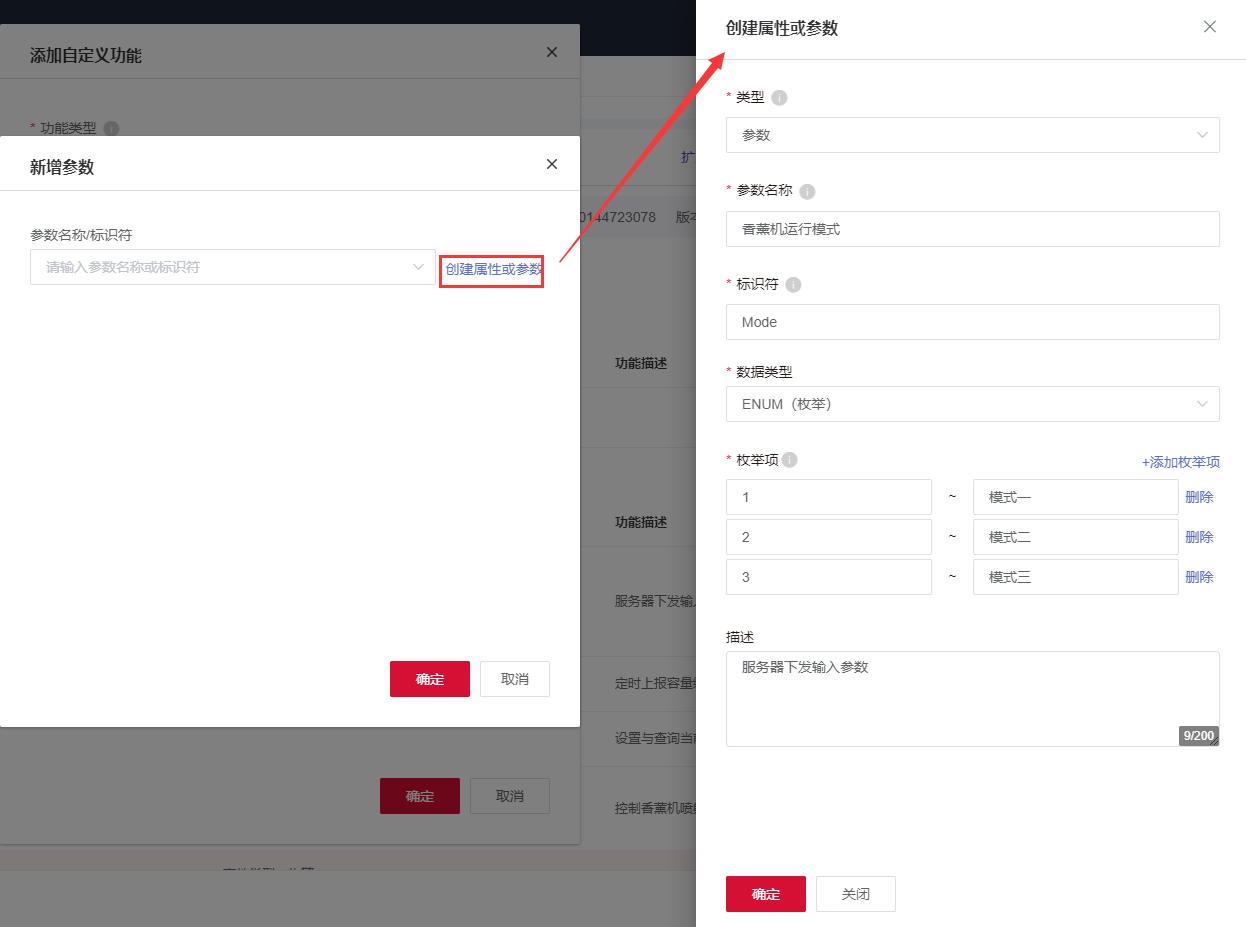 添加自定义功能
* 功能类型
新增参数
参数名称/标识符
请输入参数名称或标识符
创建属性或参数
确定
取消
确定
取消
扩
0144723078 版本
功能描述
功能描述
服务器下发输入
定时上报容量
设置与查询当前
控制香薰机喷
创建属性或参数
* 类型
参数
* 参数名称
香薰机运行模式
* 标识符
Mode
* 数据类型
ENUM（枚举）
* 枚举项 +添加枚举项
1 ~ 模式一 删除
2 ~ 模式二 删除
3 ~ 模式三 删除
描述
服务器下发输入参数
9/200
确定
关闭